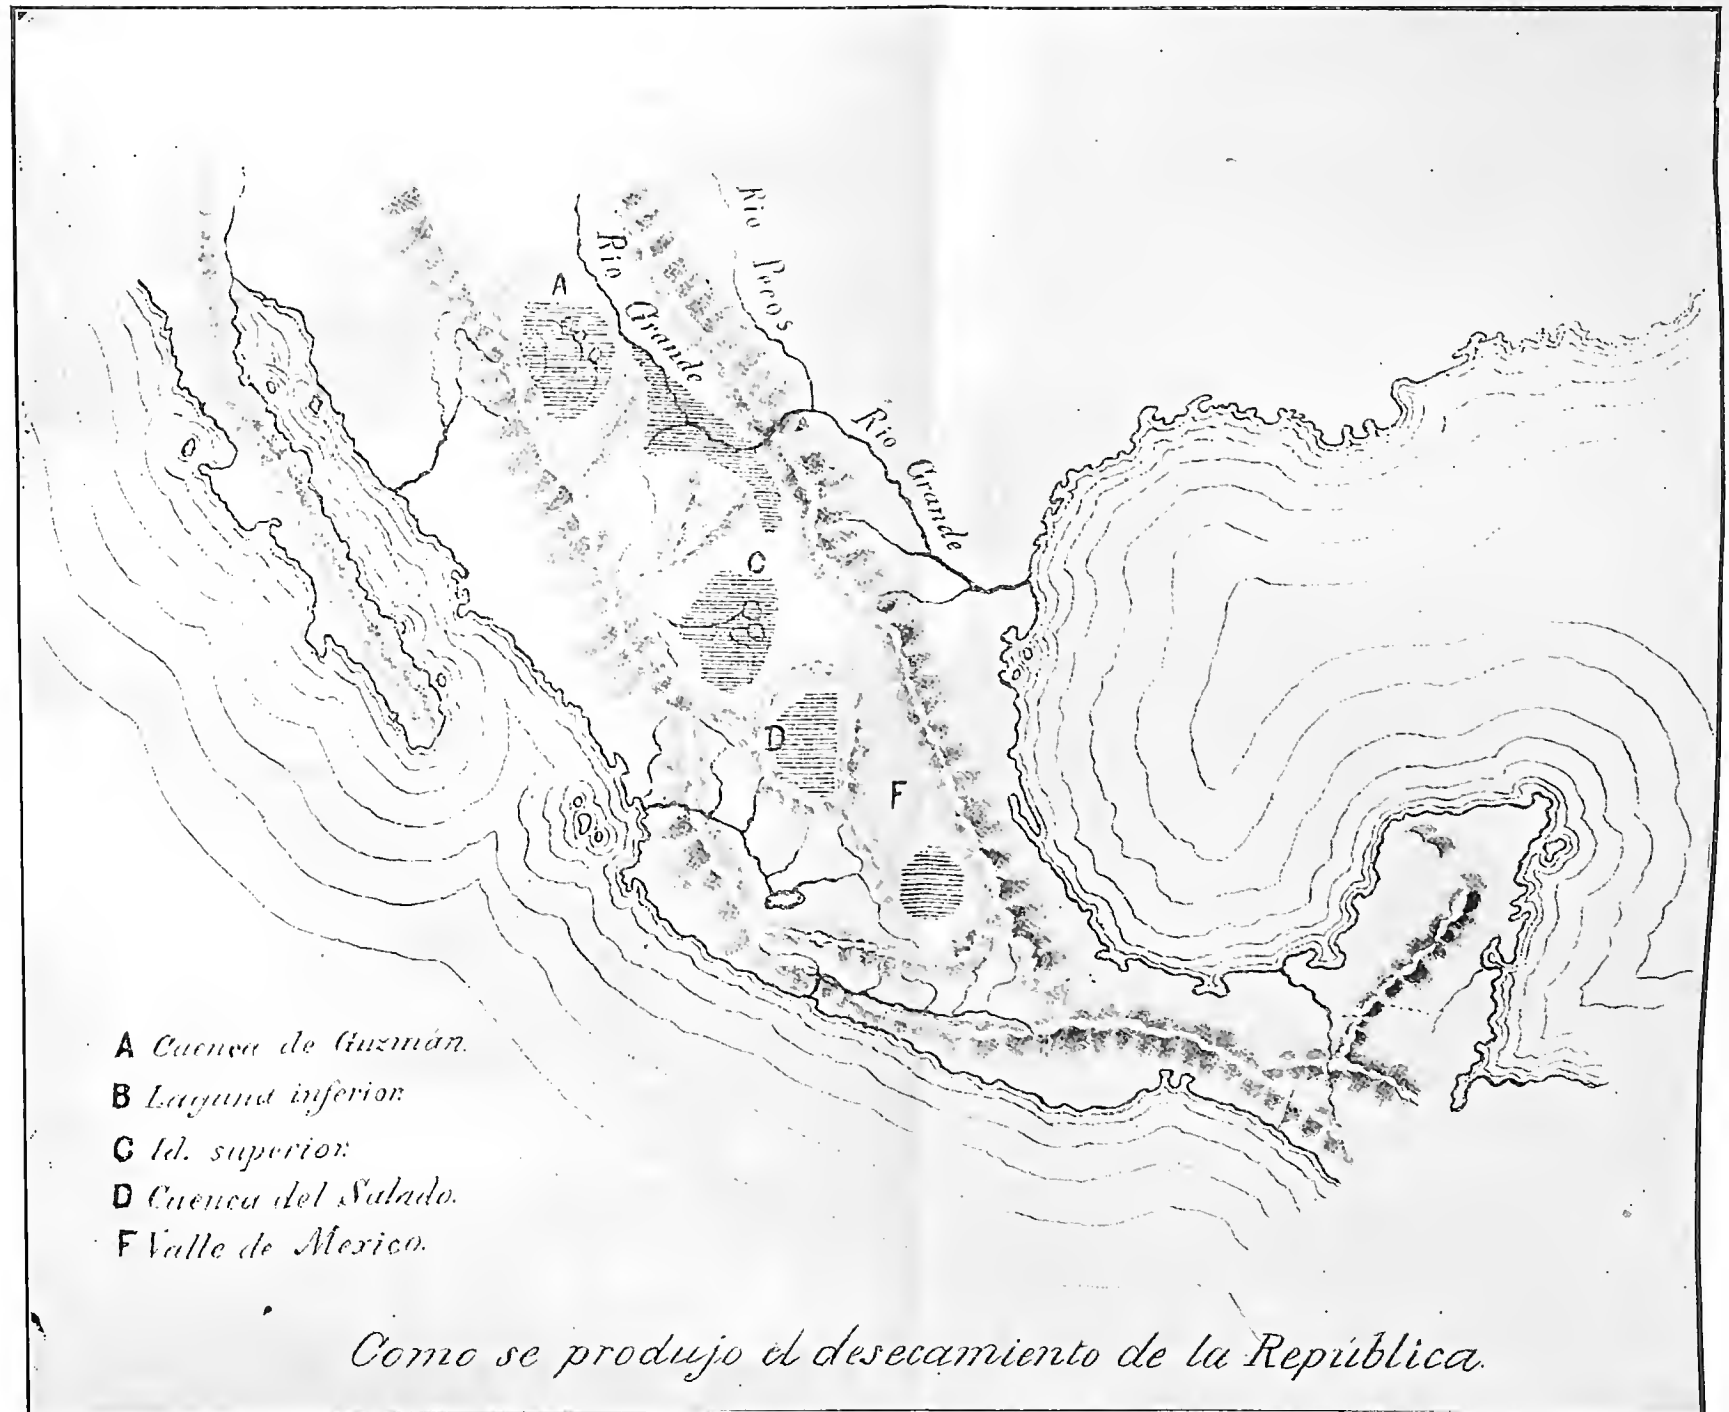 A
Rio Grande
Rio Pecos
Rio Grande
C
D
F
A Cuenca de Guzmán.
B Laguna inferior.
C Id. superior.
D Cuenca del Salado.
F Valle de Mexico.
Como se produjo el desecamiento de la República.